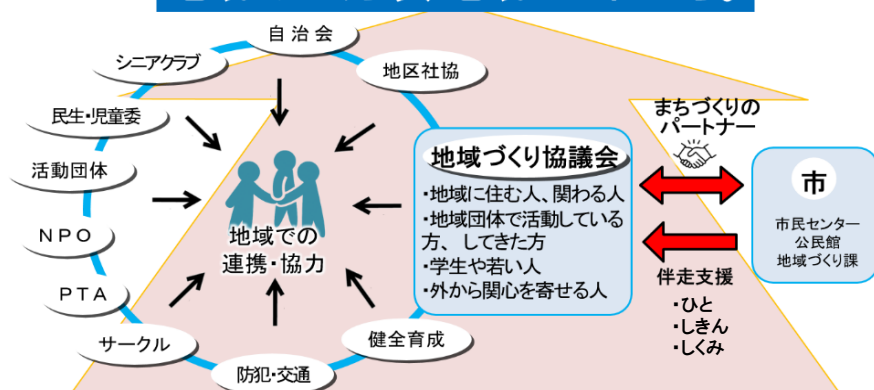 自治会
シニアクラブ
地区社協
民生・児童委
活動団体
NPO
PTA
サークル
防犯・交通
健全育成
地域での
連携・協力
地域づくり協議会
・地域に住む人、関わる人
・地域団体で活動している
方、してきた方
・学生や若い人
・外から関心を寄せる人
まちづくりの
パートナー
市
市民センター
公民館
地域づくり課
伴走支援
・ひと
・しきん
・しくみ